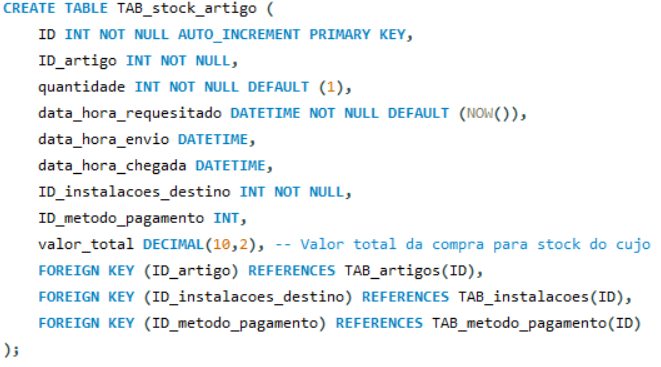 CREATE TABLE TAB_stock_artigo (
ID INT NOT NULL AUTO_INCREMENT PRIMARY KEY,
ID_artigo INT NOT NULL,
quantidade INT NOT NULL DEFAULT (1),
data_hora_requesitado DATETIME NOT NULL DEFAULT (NOW()),
data_hora_envio DATETIME,
data_hora_chegada DATETIME,
ID_instalacoes_destino INT NOT NULL,
ID_metodo_pagamento INT,
valor_total DECIMAL(10,2), -- Valor total da compra para stock do cujo
FOREIGN KEY (ID_artigo) REFERENCES TAB_artigos(ID),
FOREIGN KEY (ID_instalacoes_destino) REFERENCES TAB_instalacoes(ID),
FOREIGN KEY (ID_metodo_pagamento) REFERENCES TAB_metodo_pagamento(ID)
);